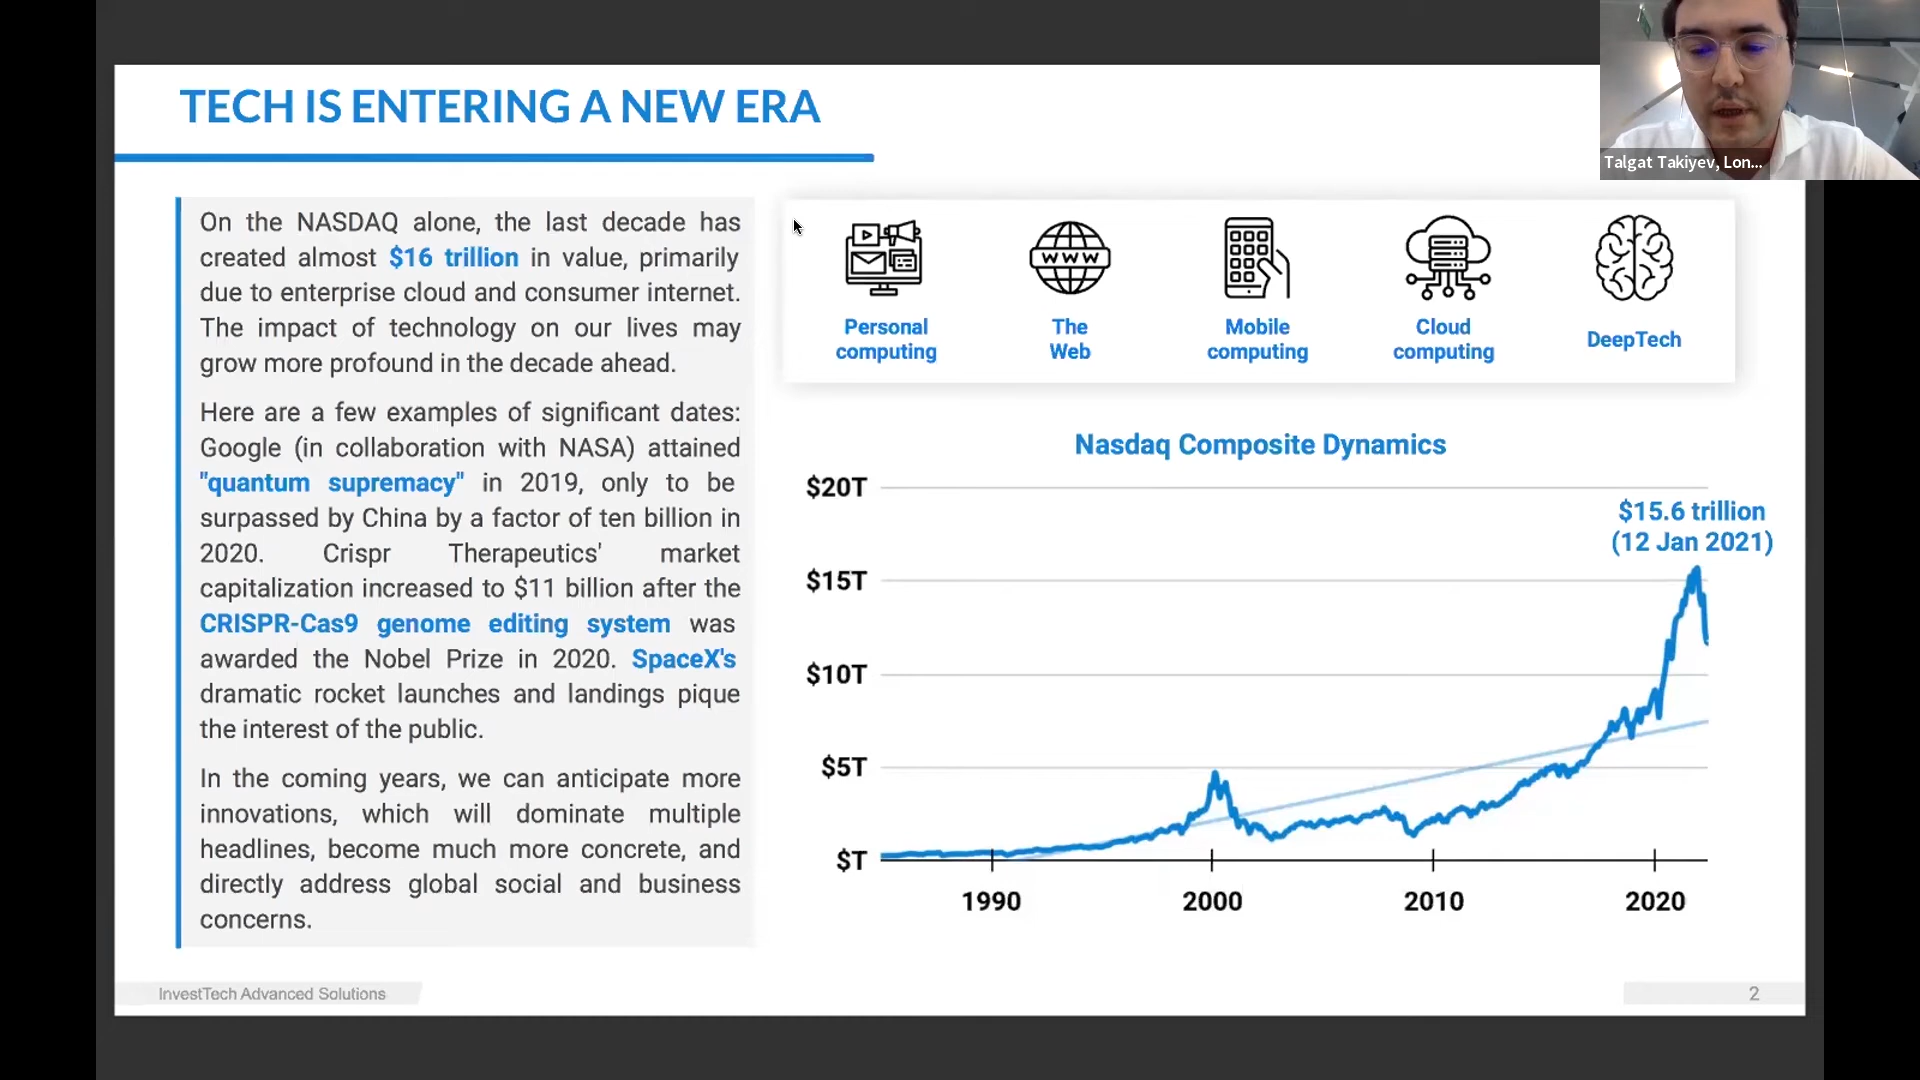 TECH IS ENTERING A NEW ERA
Talgat Takiyev, Lon...
On the NASDAQ alone, the last decade has
created almost $16 trillion in value, primarily
due to enterprise cloud and consumer internet.
The impact of technology on our lives may
grow more profound in the decade ahead.
Here are a few examples of significant dates:
Google (in collaboration with NASA) attained
"quantum supremacy" in 2019, only to be
surpassed by China by a factor of ten billion in
2020. Crispr Therapeutics' market
capitalization increased to $11 billion after the
CRISPR-Cas9 genome editing system was
awarded the Nobel Prize in 2020. SpaceX's
dramatic rocket launches and landings pique
the interest of the public.
In the coming years, we can anticipate more
innovations, which will dominate multiple
headlines, become much more concrete, and
directly address global social and business
concerns.
WWW
Personal
computing
The
Web
Mobile
computing
Cloud
computing
DeepTech
Nasdaq Composite Dynamics
$20T
$15.6 trillion
(12 Jan 2021)
$15T
$10T
$5T
$T
1990 2000 2010 2020
InvestTech Advanced Solutions
2